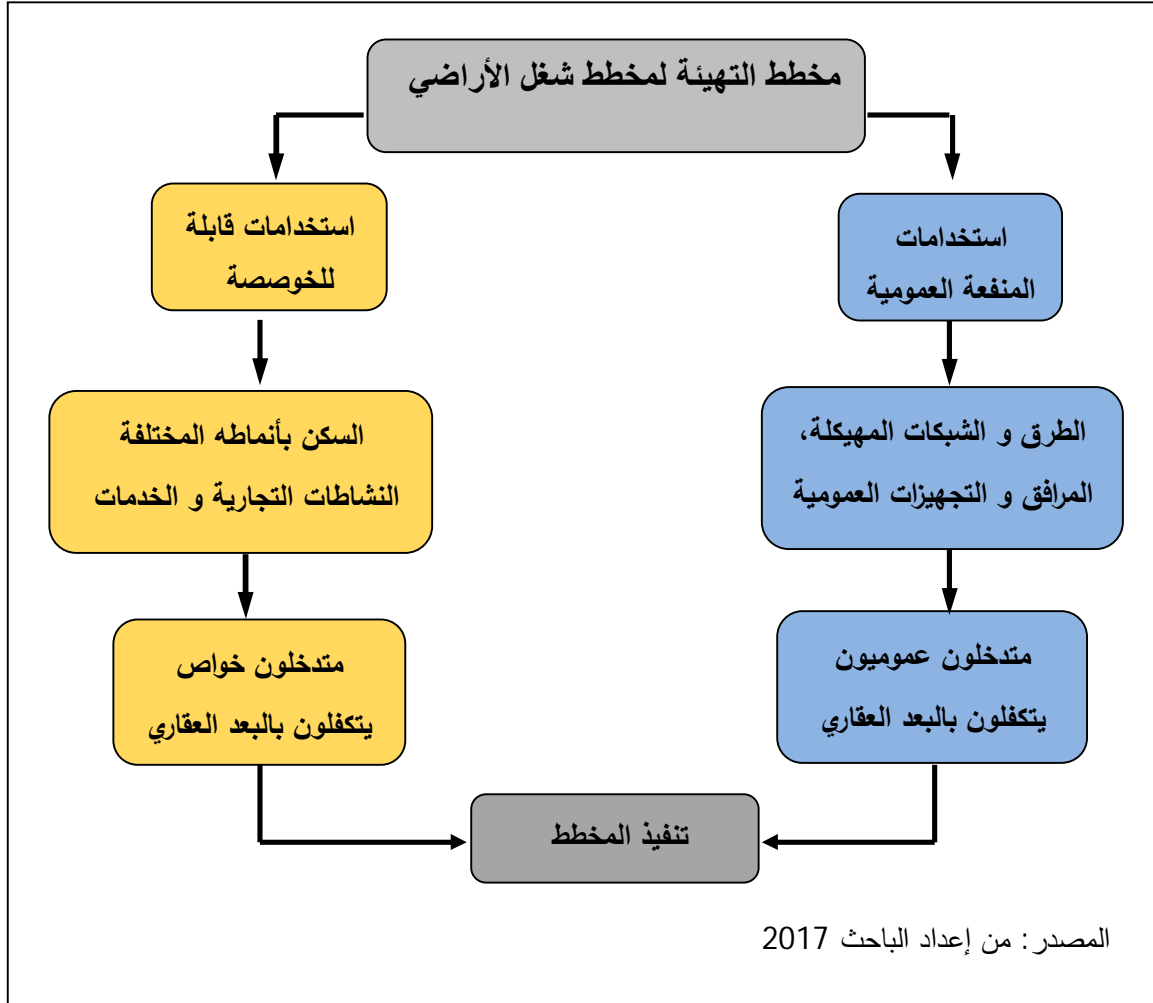 مخطط التهيئة لمخطط شغل الأراضي
استخدامات
المنفعة العمومية
استخدامات قابلة
للخوصصة
الطرق و الشبكات المهيكلة،
المرافق و التجهيزات العمومية
السكن بأنماطه المختلفة
النشاطات التجارية و الخدمات
متدخلون عموميون
يتكفلون بالبعد العقاري
متدخلون خواص
يتكفلون بالبعد العقاري
تنفيذ المخطط
المصدر: من إعداد الباحث 2017